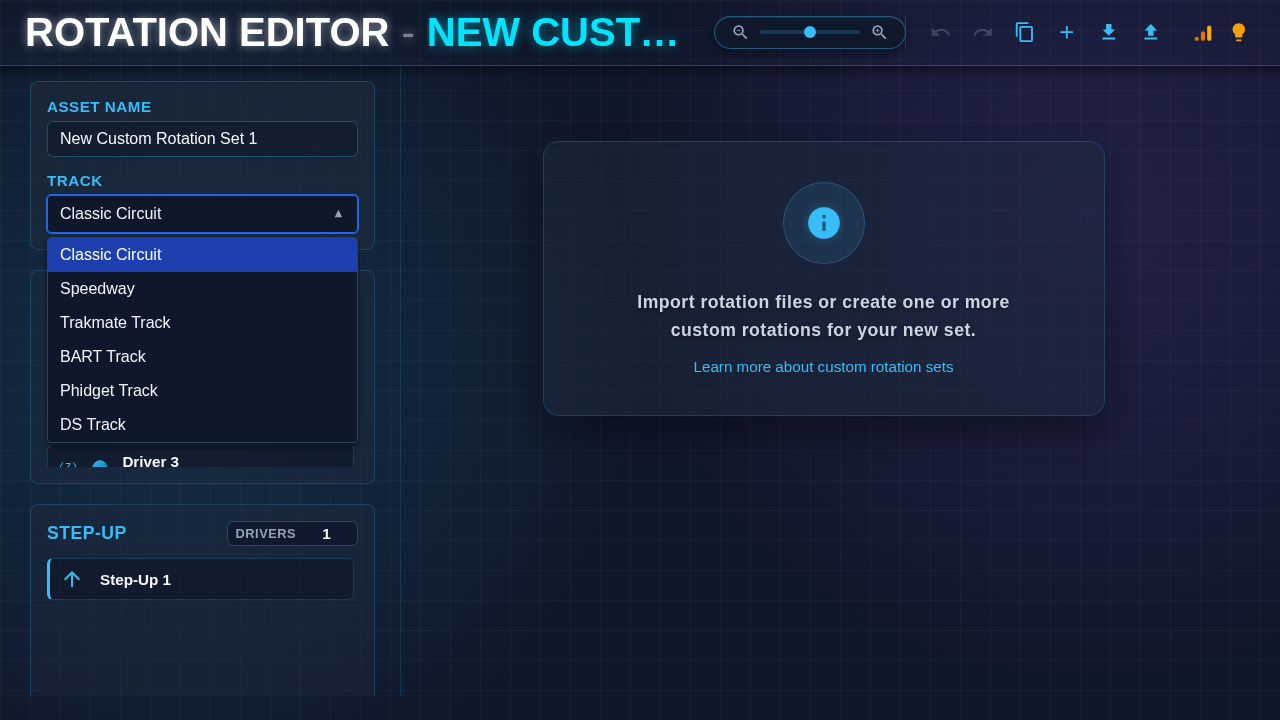 ROTATION EDITOR - NEW CUST...
ASSET NAME
New Custom Rotation Set 1
TRACK
Classic Circuit
Classic Circuit
Speedway
Trakmate Track
BART Track
Phidget Track
DS Track
Driver 3
STEP-UP
DRIVERS 1
Step-Up 1
Import rotation files or create one or more
custom rotations for your new set.
Learn more about custom rotation sets